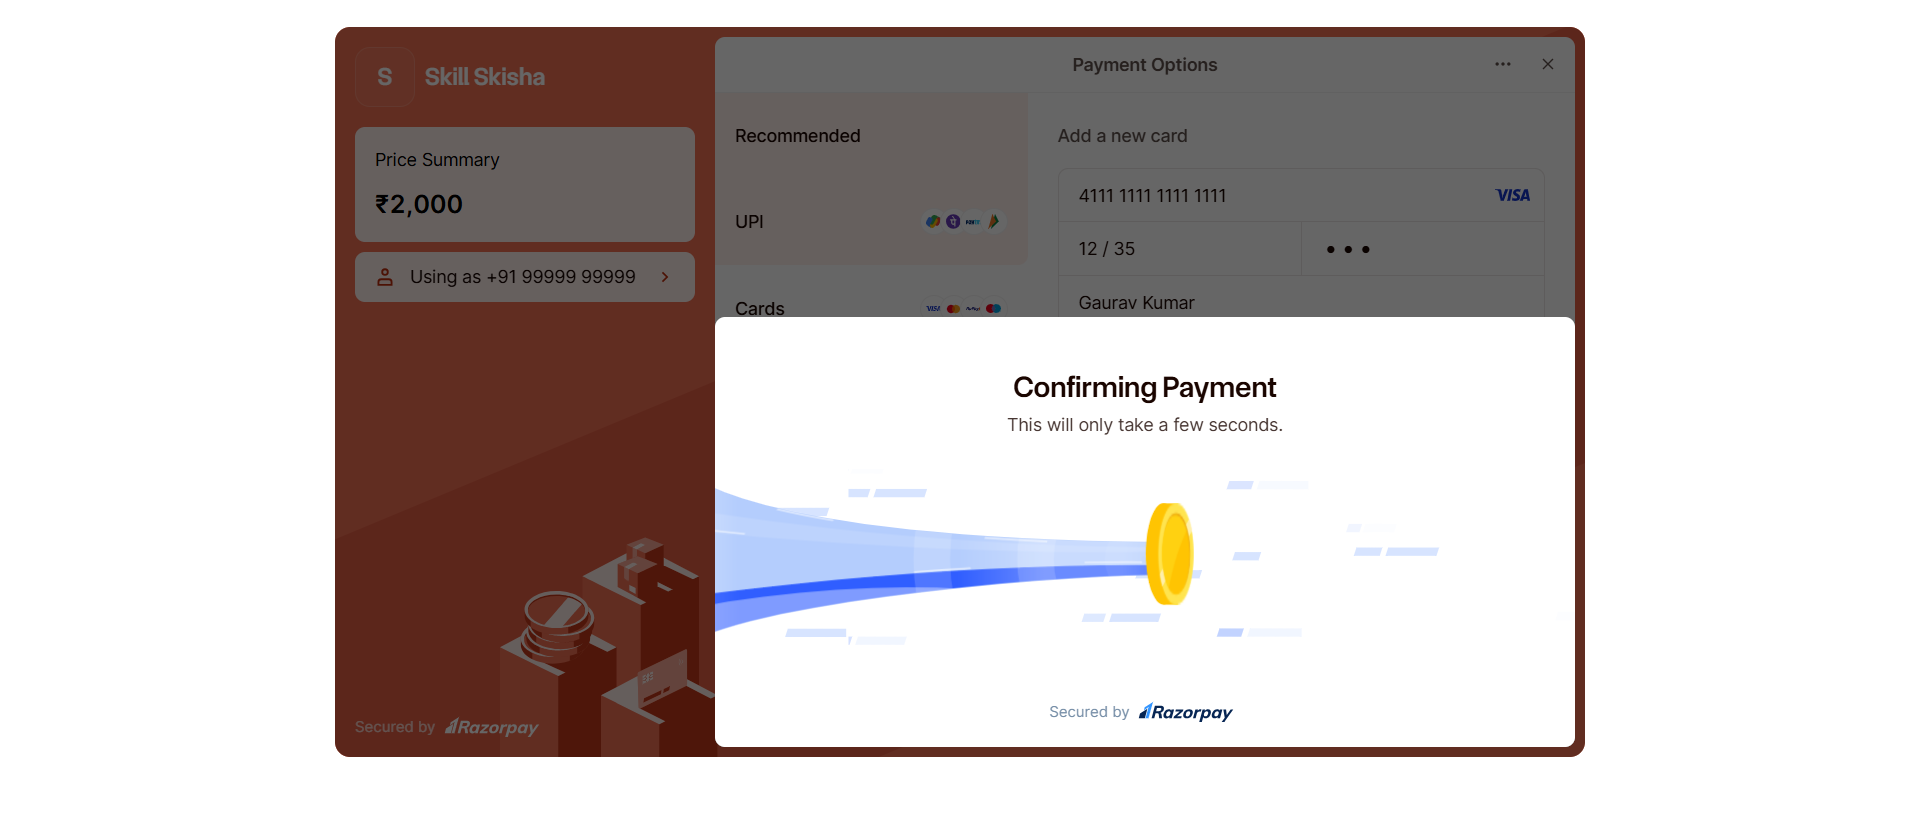 S
Skill Skisha
Price Summary
₹2,000
Using as +91 99999 99999
Secured by Razorpay
Payment Options
Recommended
UPI
Cards
Add a new card
4111 1111 1111 1111
VISA
12 / 35
Gaurav Kumar
Confirming Payment
This will only take a few seconds.
Secured by Razorpay